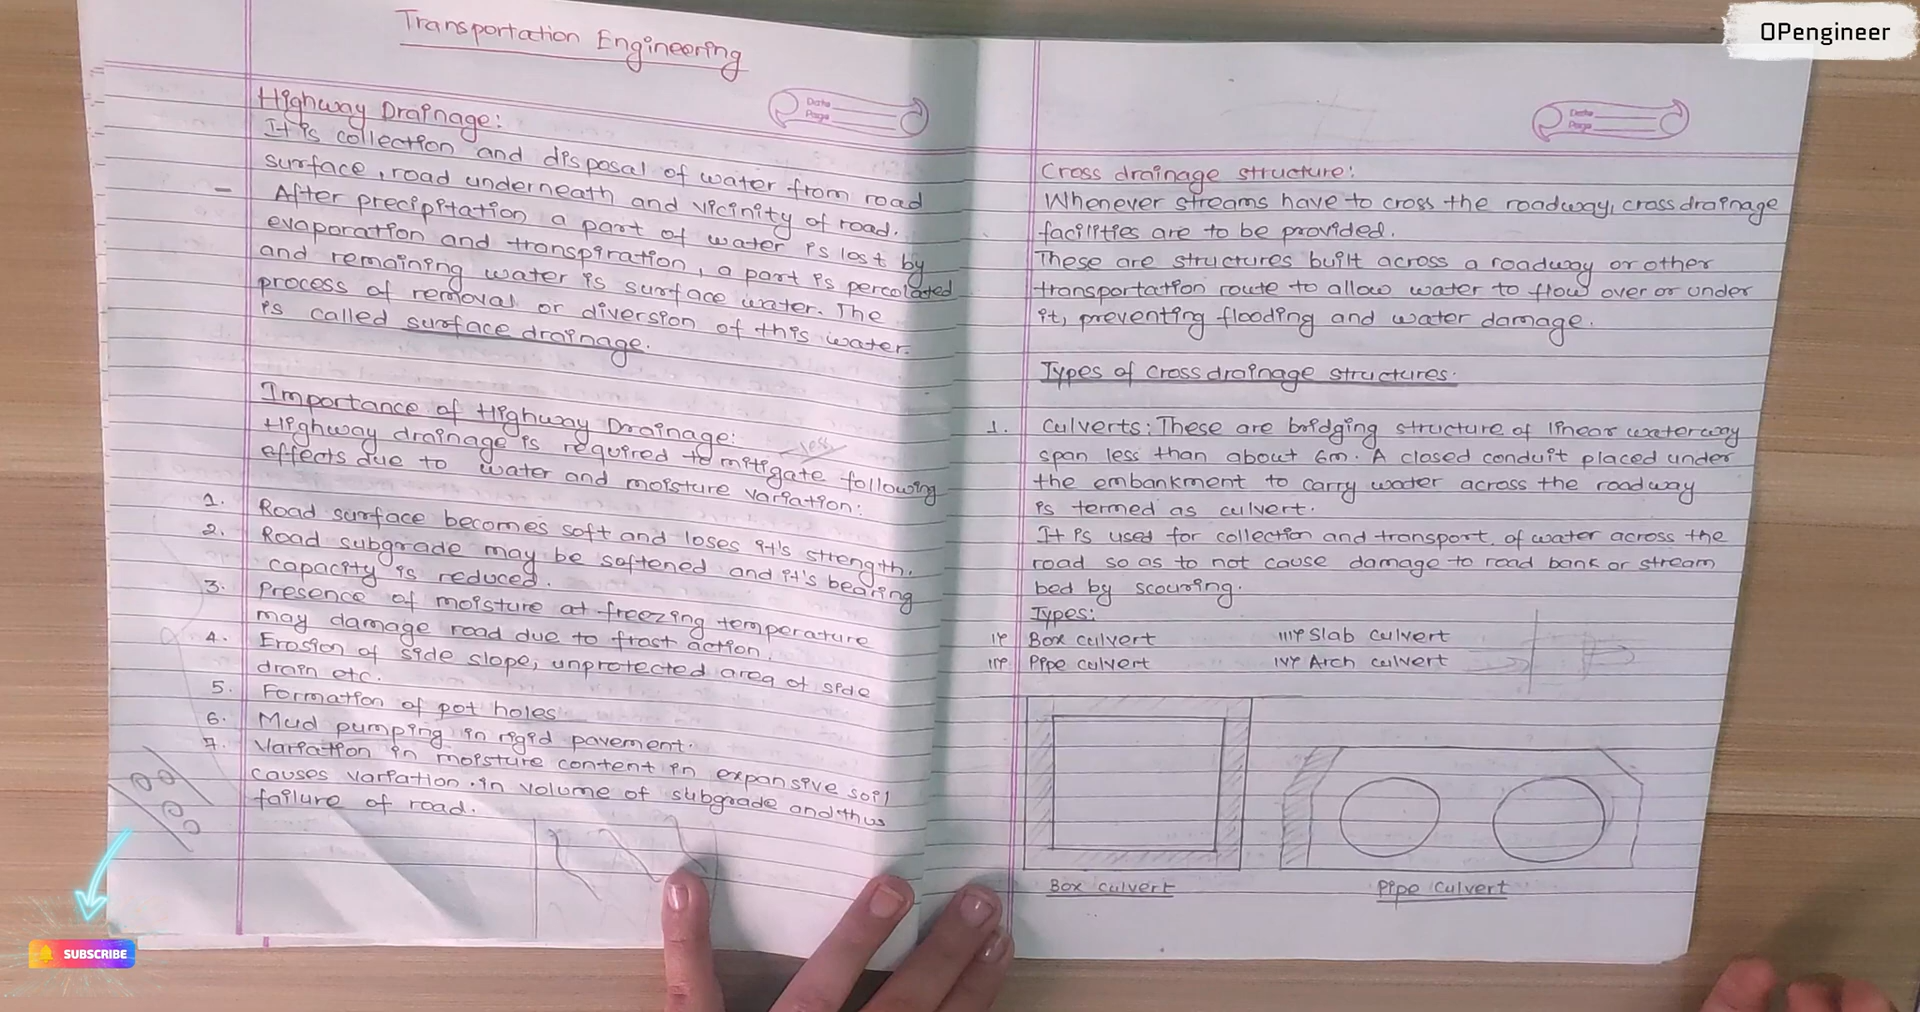 Transportation Engineering
Date
Page
Highway Drainage:
It is collection and disposal of water from road
surface, road underneath and vicinity of road.
- After precipitation a part of water is lost by
evaporation and transpiration, a part is percolated
and remaining water is surface water. The
process of removal or diversion of this water.
is called surface drainage.
Importance of Highway Drainage:
Highway drainage is required to mitigate following
effects due to water and moisture variation:
1. Road surface becomes soft and loses it's strength.
2. Road subgrade may be softened and it's bearing
capacity is reduced.
3. Presence of moisture at freezing temperature
may damage road due to frost action.
4. Erosion of side slope, unprotected area of side
drain etc.
5. Formation of pot holes
6. Mud pumping in rigid pavement.
7. Variation in moisture content in expansive soil
causes variation in volume of subgrade and thus
failure of road.
SUBSCRIBE
OPengineer
Date
Page
Cross drainage structure:
Whenever streams have to cross the roadway, cross drainage
facilities are to be provided.
These are structures built across a roadway or other
transportation route to allow water to flow over or under
it, preventing flooding and water damage.
Types of cross drainage structures.
1. Culverts: These are bridging structure of linear waterway
span less than about 6m. A closed conduit placed under
the embankment to carry water across the roadway
is termed as culvert.
It is used for collection and transport of water across the
road so as to not cause damage to road bank or stream
bed by scouring.
Types:
i) Box culvert iii) Slab culvert
ii) Pipe culvert iv) Arch culvert
Box culvert Pipe culvert